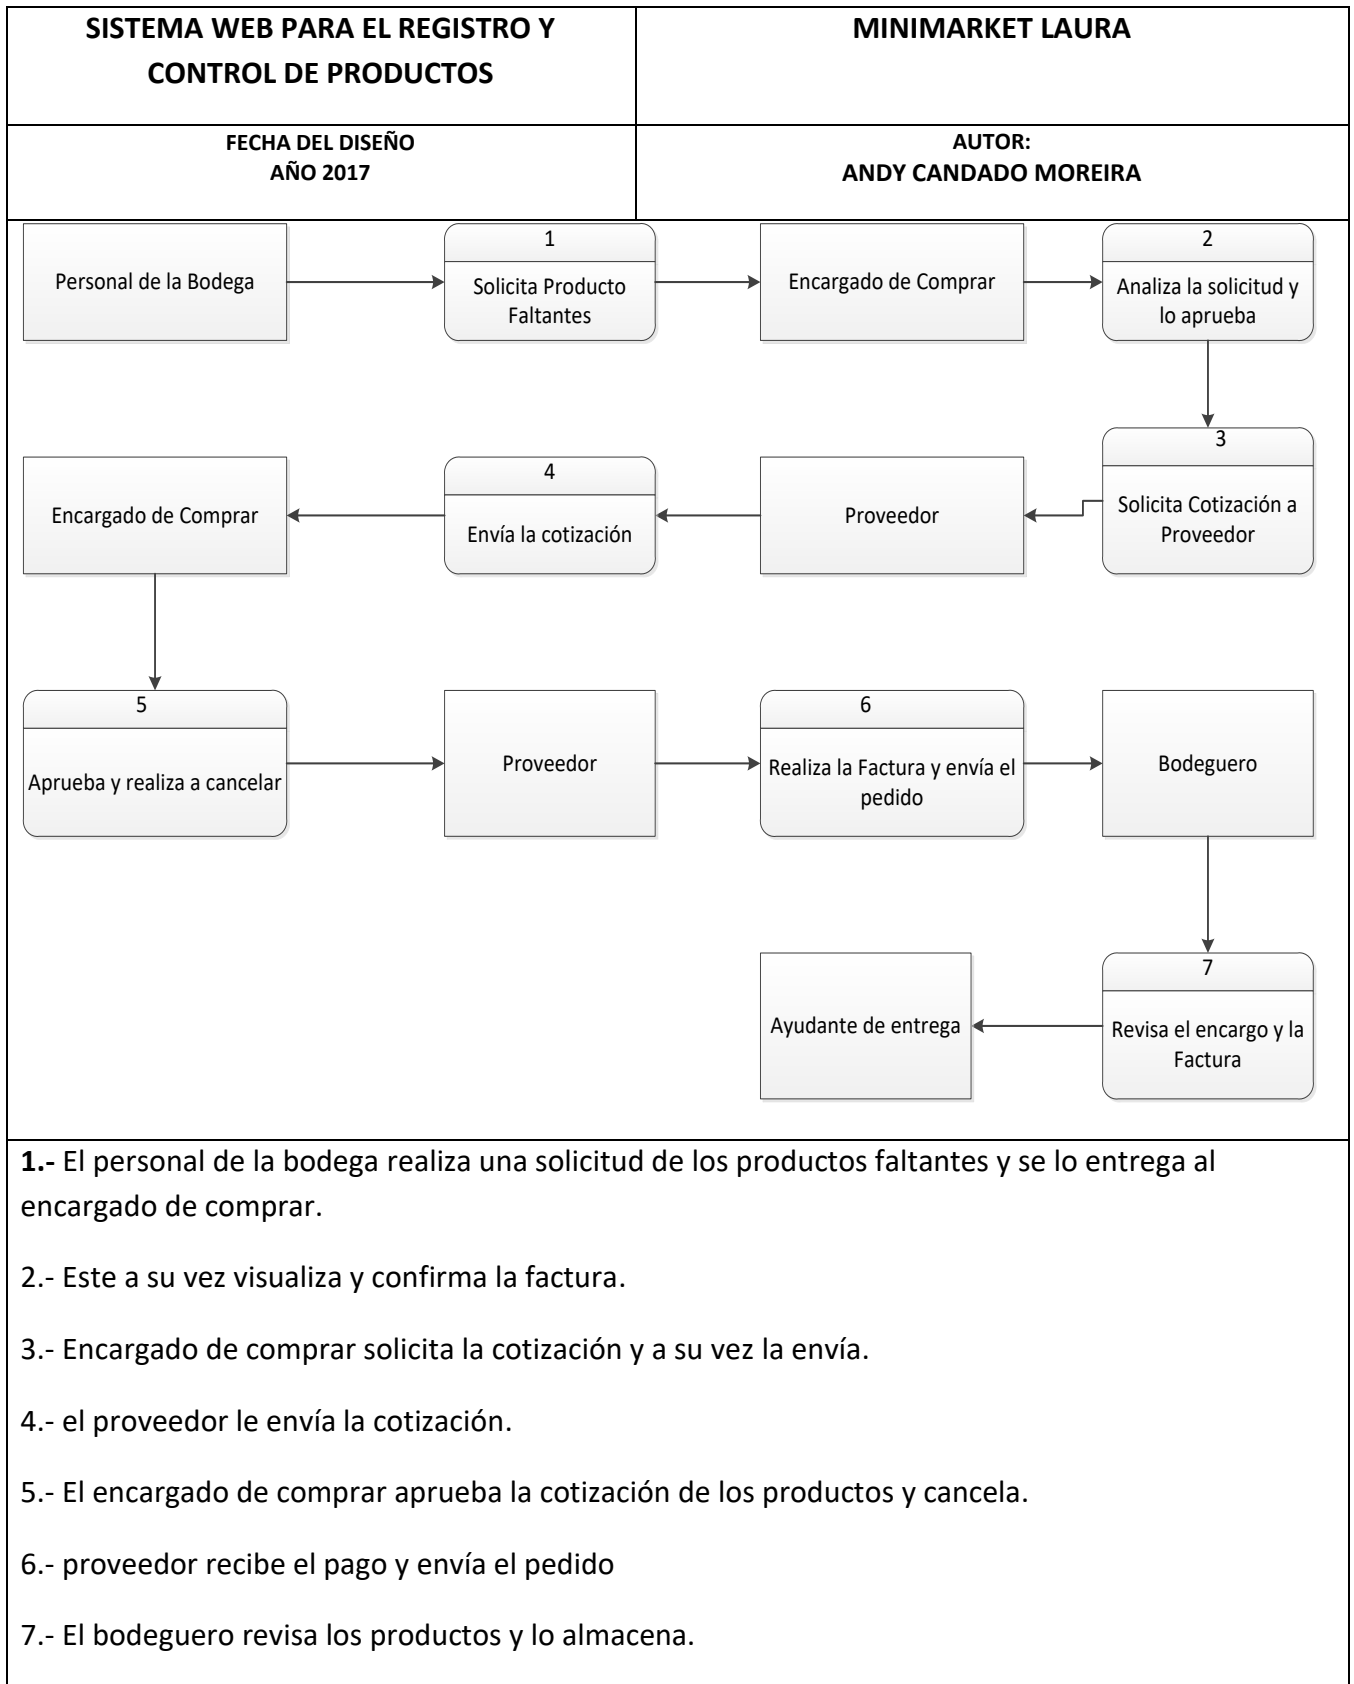 SISTEMA WEB PARA EL REGISTRO Y
CONTROL DE PRODUCTOS
MINIMARKET LAURA
FECHA DEL DISEÑO
AÑO 2017
AUTOR:
ANDY CANDADO MOREIRA
Personal de la Bodega
1
Solicita Producto
Faltantes
Encargado de Comprar
2
Analiza la solicitud y
lo aprueba
3
Solicita Cotización a
Proveedor
Proveedor
4
Envía la cotización
Encargado de Comprar
5
Aprueba y realiza a cancelar
Proveedor
6
Realiza la Factura y envía el
pedido
Bodeguero
7
Revisa el encargo y la
Factura
Ayudante de entrega
1.- El personal de la bodega realiza una solicitud de los productos faltantes y se lo entrega al
encargado de comprar.
2.- Este a su vez visualiza y confirma la factura.
3.- Encargado de comprar solicita la cotización y a su vez la envía.
4.- el proveedor le envía la cotización.
5.- El encargado de comprar aprueba la cotización de los productos y cancela.
6.- proveedor recibe el pago y envía el pedido
7.- El bodeguero revisa los productos y lo almacena.